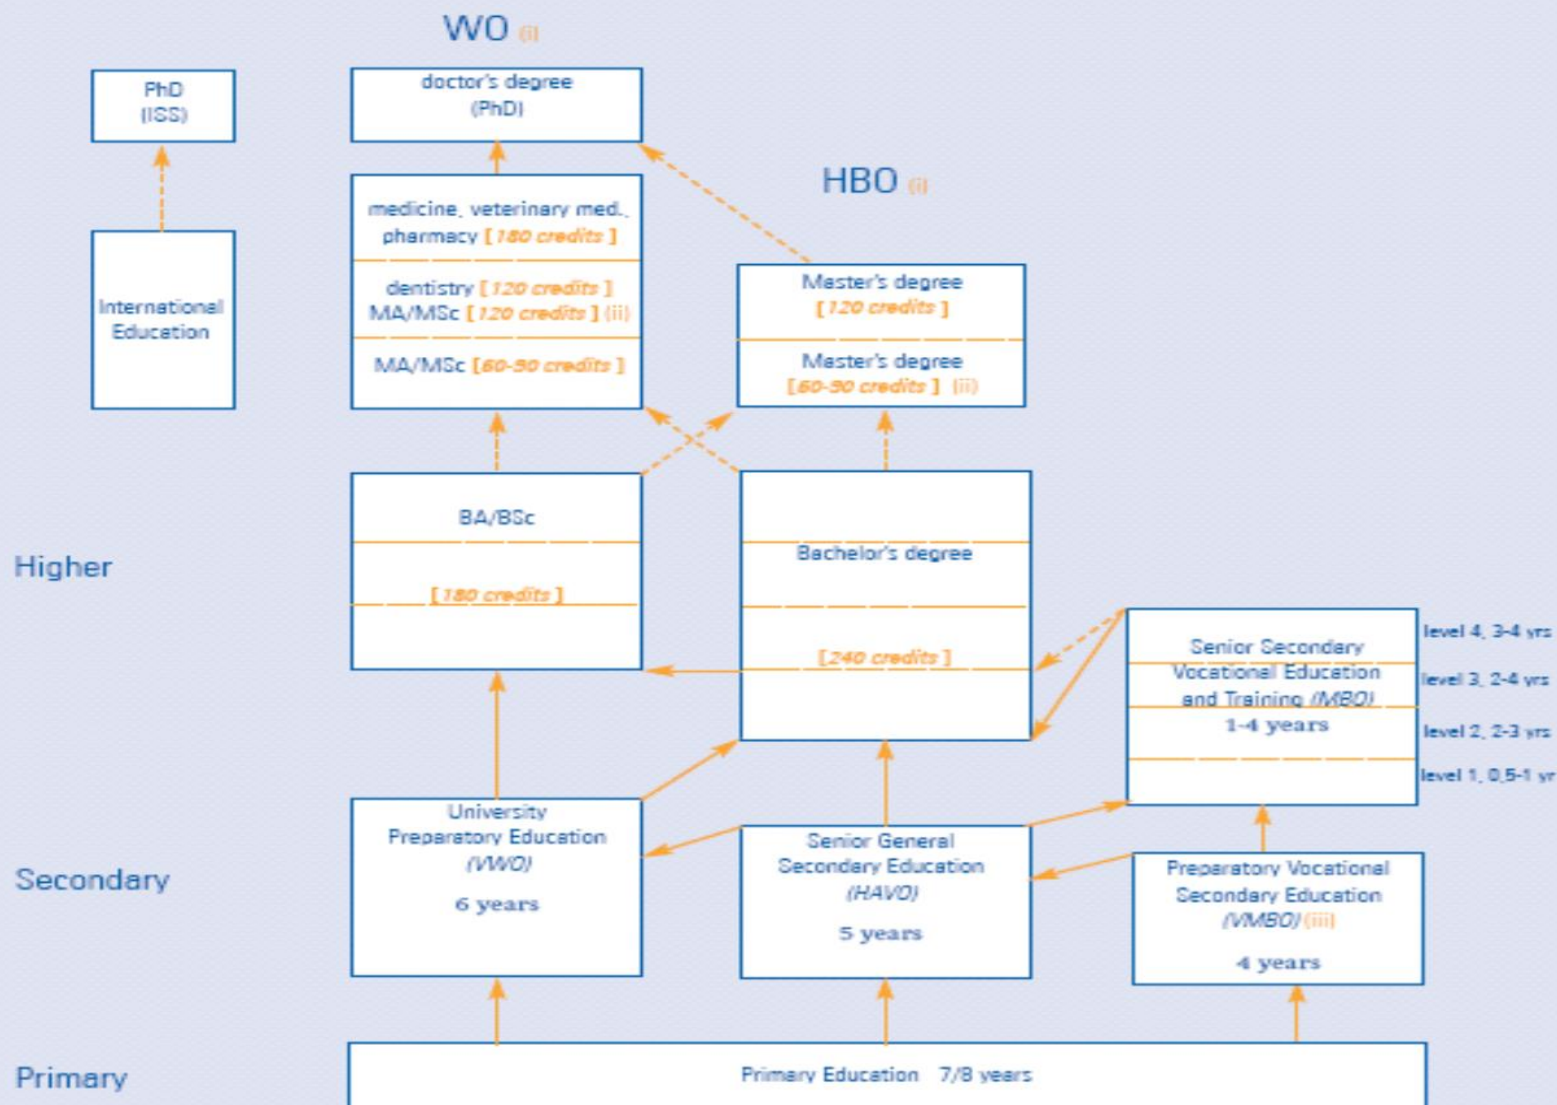 WO (i)
PhD
(ISS)
doctor's degree
(PhD)
HBO (i)
medicine, veterinary med.,
pharmacy [ 180 credits ]
dentistry [ 120 credits ]
MA/MSc [ 120 credits ] (ii)
MA/MSc [60-90 credits ]
International
Education
Master's degree
[ 120 credits ]
Master's degree
[60-90 credits ] (ii)
Higher
BA/BSc
[ 180 credits ]
Bachelor's degree
[240 credits ]
Senior Secondary
Vocational Education
and Training (MBO)
1-4 years
level 4, 3-4 yrs
level 3, 2-4 yrs
level 2, 2-3 yrs
level 1, 0,5-1 yr
Secondary
University
Preparatory Education
(VWO)
6 years
Senior General
Secondary Education
(HAVO)
5 years
Preparatory Vocational
Secondary Education
(VMBO) (iii)
4 years
Primary
Primary Education 7/8 years